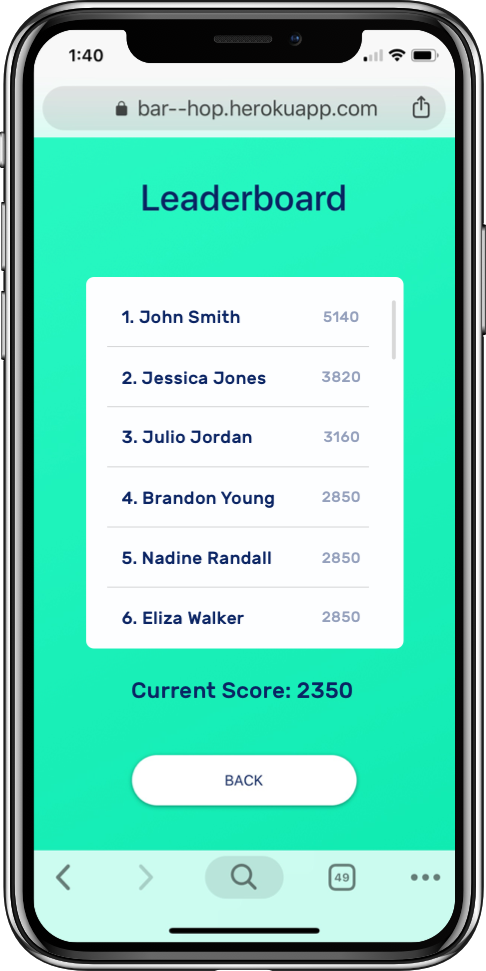 1:40
bar--hop.herokuapp.com
Leaderboard
1. John Smith 5140
2. Jessica Jones 3820
3. Julio Jordan 3160
4. Brandon Young 2850
5. Nadine Randall 2850
6. Eliza Walker 2850
Current Score: 2350
BACK
49